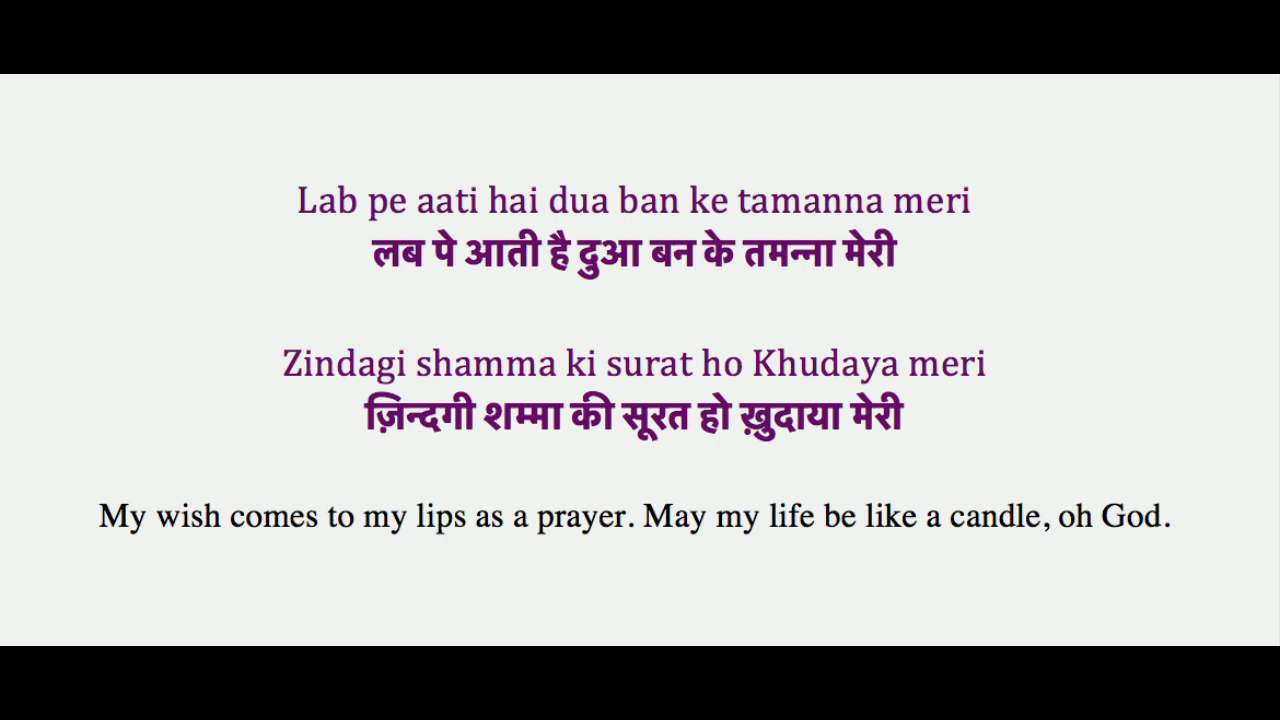 Lab pe aati hai dua ban ke tamanna meri
लब पे आती है दुआ बन के तमन्ना मेरी
Zindagi shamma ki surat ho Khudaya meri
ज़िन्दगी शम्मा की सूरत हो ख़ुदाया मेरी
My wish comes to my lips as a prayer. May my life be like a candle, oh God.